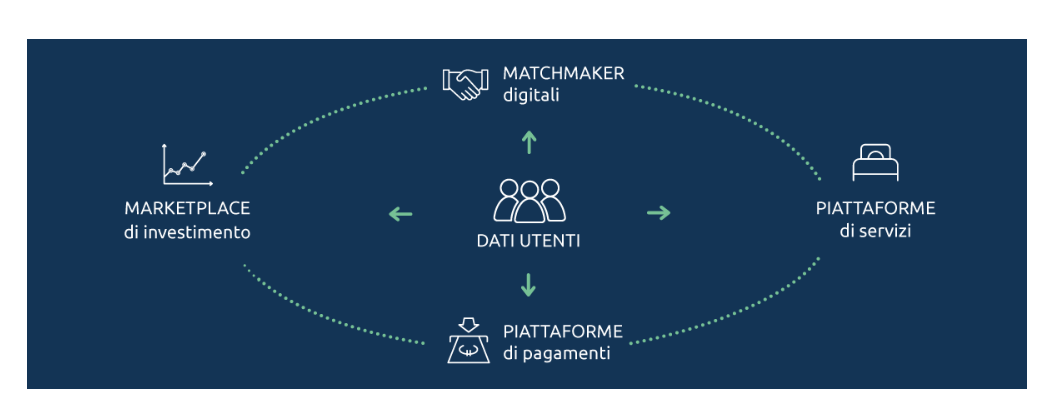 MATCHMAKER
digitali
MARKETPLACE
di investimento
DATI UTENTI
PIATTAFORME
di servizi
PIATTAFORME
di pagamenti